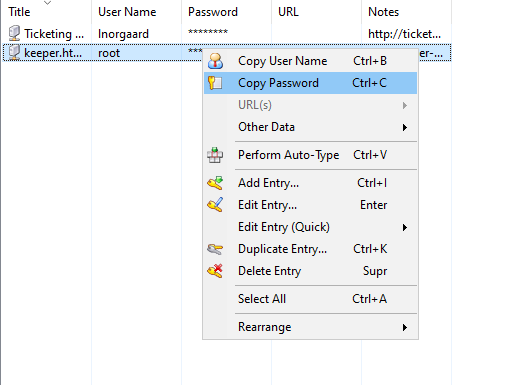 Title User Name Password URL Notes
Ticketing ... lnorgaard ******** http://ticket...
keeper.ht... root *** er-...
Copy User Name Ctrl+B
Copy Password Ctrl+C
URL(s)
Other Data
Perform Auto-Type Ctrl+V
Add Entry... Ctrl+I
Edit Entry... Enter
Edit Entry (Quick)
Duplicate Entry... Ctrl+K
Delete Entry Supr
Select All Ctrl+A
Rearrange